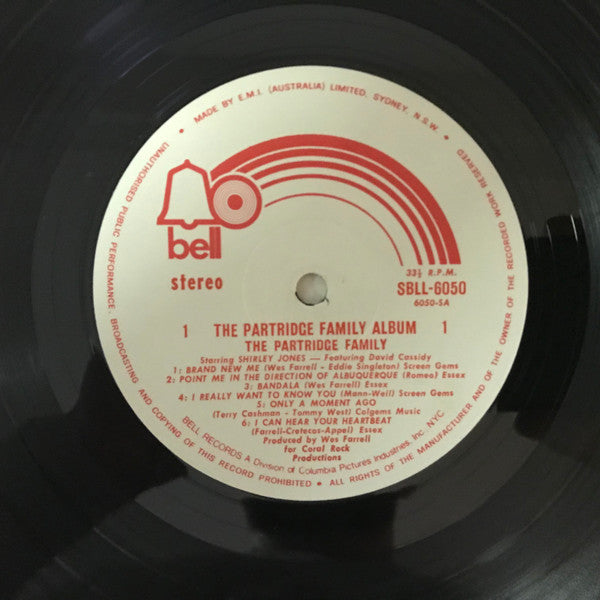 MADE BY E.M.I. (AUSTRALIA) LIMITED, SYDNEY, N.S.W. •
UNAUTHORISED PUBLIC PERFORMANCE, BROADCASTING AND COPYING OF THIS RECORD PROHIBITED • ALL RIGHTS OF THE MANUFACTURER AND OF THE OWNER OF THE RECORDED WORK RESERVED •
bell
stereo
33⅓ R.P.M.
SBLL-6050
6050-SA
1 THE PARTRIDGE FAMILY ALBUM 1
THE PARTRIDGE FAMILY
Starring SHIRLEY JONES — Featuring David Cassidy
1: BRAND NEW ME (Wes Farrell - Eddie Singleton) Screen Gems
2: POINT ME IN THE DIRECTION OF ALBUQUERQUE (Romeo) Essex
3: BANDALA (Wes Farrell) Essex
4: I REALLY WANT TO KNOW YOU (Mann-Weil) Screen Gems
5: ONLY A MOMENT AGO
(Terry Cashman - Tommy West) Colgems Music
6: I CAN HEAR YOUR HEARTBEAT
(Farrell-Cretecos-Appel) Essex
Produced by Wes Farrell
for Coral Rock
Productions
BELL RECORDS A Division of Columbia Pictures Industries, Inc. N.Y.C.